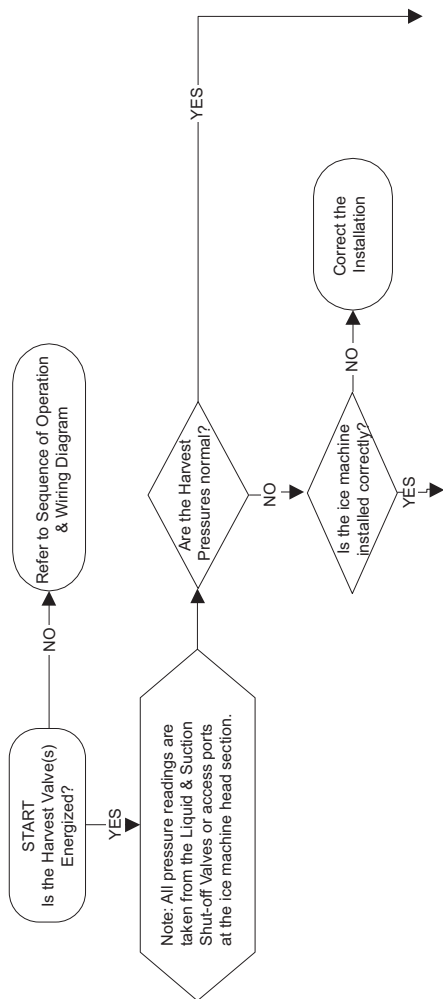 START
Is the Harvest Valve(s)
Energized?
NO
Refer to Sequence of Operation
& Wiring Diagram
YES
Note: All pressure readings are
taken from the Liquid & Suction
Shut-off Valves or access ports
at the ice machine head section.
Are the Harvest
Pressures normal?
YES
NO
Is the ice machine
installed correctly?
NO
Correct the
Installation
YES